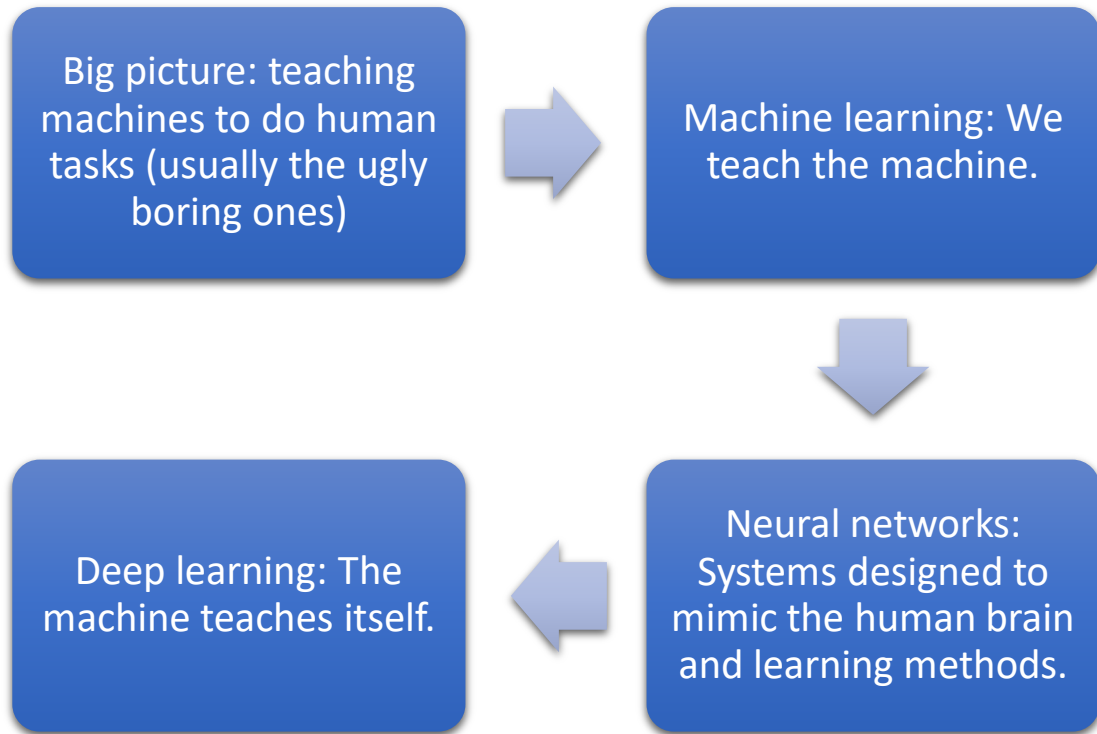 Big picture: teaching
machines to do human
tasks (usually the ugly
boring ones)
Machine learning: We
teach the machine.
Neural networks:
Systems designed to
mimic the human brain
and learning methods.
Deep learning: The
machine teaches itself.